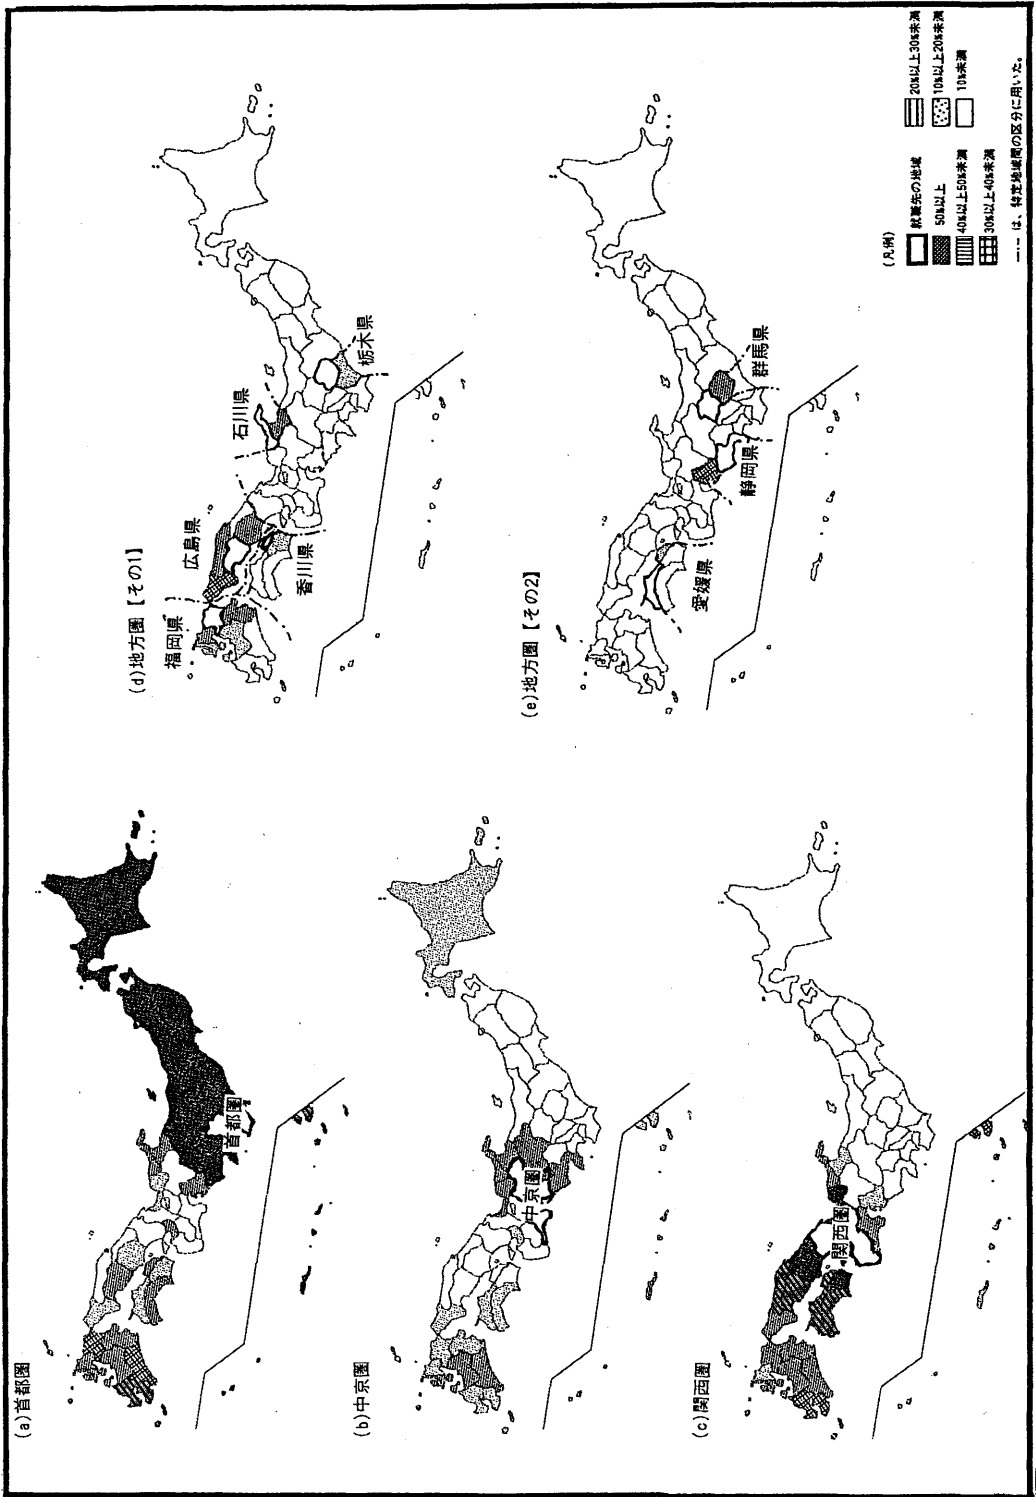 (a)首都圏
首都圏
(b)中京圏
中京圏
(c)関西圏
関西圏
(d)地方圏【その1】
福岡県
広島県
香川県
石川県
栃木県
(e)地方圏【その2】
愛媛県
静岡県
群馬県
(凡例)
就職先の地域
50%以上
40%以上50%未満
30%以上40%未満
20%以上30%未満
10%以上20%未満
10%未満
—・— は、特定地域間の区分に用いた。